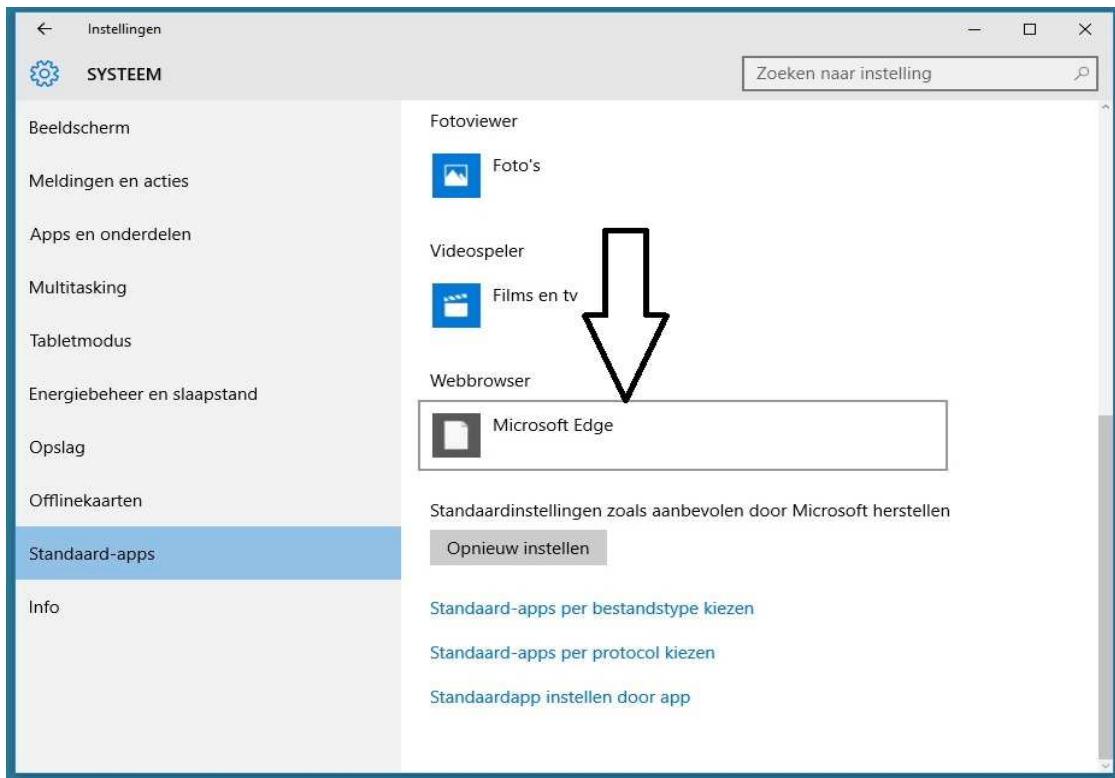 Instellingen
SYSTEEM
Zoeken naar instelling
Beeldscherm
Meldingen en acties
Apps en onderdelen
Multitasking
Tabletmodus
Energiebeheer en slaapstand
Opslag
Offlinekaarten
Standaard-apps
Info
Fotoviewer
Foto's
Videospeler
Films en tv
Webbrowser
Microsoft Edge
Standaardinstellingen zoals aanbevolen door Microsoft herstellen
Opnieuw instellen
Standaard-apps per bestandstype kiezen
Standaard-apps per protocol kiezen
Standaardapp instellen door app